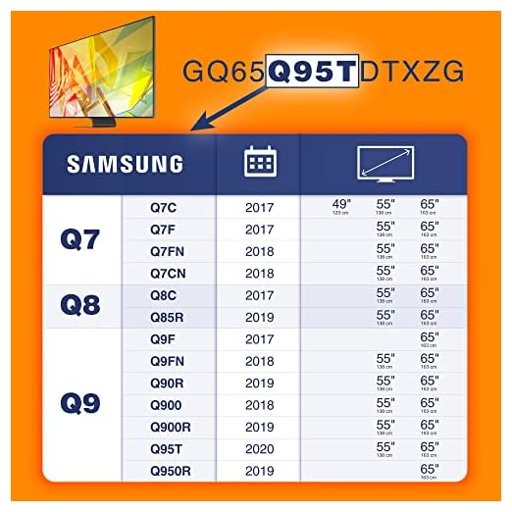 GQ65Q95TDTXZG
SAMSUNG
Q7
Q7C 2017 49" 55" 65"
123 cm 138 cm 163 cm
Q7F 2017 55" 65"
138 cm 163 cm
Q7FN 2018 55" 65"
138 cm 163 cm
Q7CN 2018 55" 65"
138 cm 163 cm
Q8
Q8C 2017 55" 65"
138 cm 163 cm
Q85R 2019 55" 65"
138 cm 163 cm
Q9
Q9F 2017 65"
163 cm
Q9FN 2018 55" 65"
138 cm 163 cm
Q90R 2019 55" 65"
138 cm 163 cm
Q900 2018 55" 65"
138 cm 163 cm
Q900R 2019 55" 65"
138 cm 163 cm
Q95T 2020 55" 65"
138 cm 163 cm
Q950R 2019 65"
163 cm